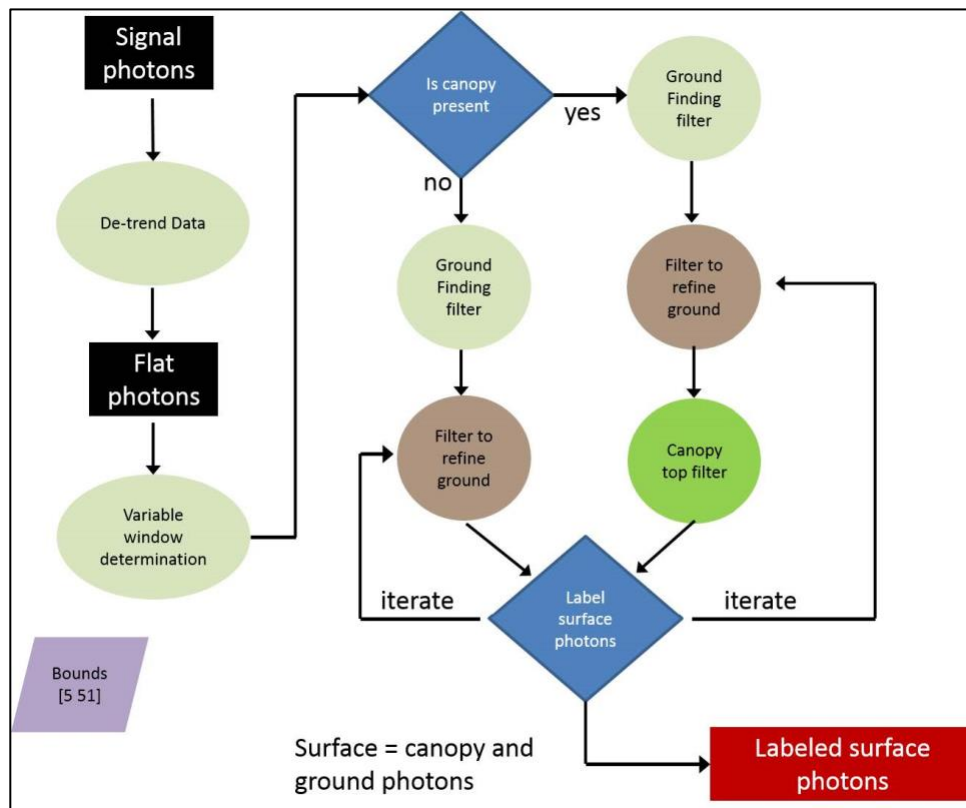 Signal
photons
De-trend Data
Flat
photons
Variable
window
determination
Bounds
[5 51]
Is canopy
present
yes
no
Ground
Finding
filter
Ground
Finding
filter
Filter to
refine
ground
Filter to
refine
ground
Canopy
top filter
iterate
Label
surface
photons
iterate
Surface = canopy and
ground photons
Labeled surface
photons